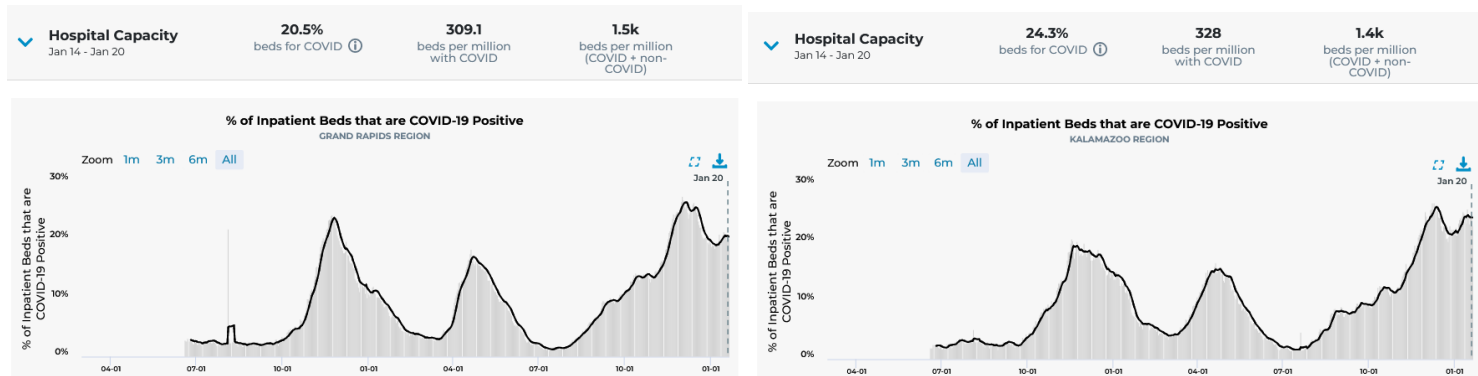 Hospital Capacity
Jan 14 - Jan 20
20.5%
beds for COVID
309.1
beds per million
with COVID
1.5k
beds per million
(COVID + non-
COVID)
% of Inpatient Beds that are COVID-19 Positive
GRAND RAPIDS REGION
Zoom 1m 3m 6m All
Jan 20
% of Inpatient Beds that are
COVID-19 Positive
30%
20%
10%
0%
04-01 07-01 10-01 01-01 04-01 07-01 10-01 01-01
Hospital Capacity
Jan 14 - Jan 20
24.3%
beds for COVID
328
beds per million
with COVID
1.4k
beds per million
(COVID + non-
COVID)
% of Inpatient Beds that are COVID-19 Positive
KALAMAZOO REGION
Zoom 1m 3m 6m All
Jan 20
% of Inpatient Beds that are
COVID-19 Positive
30%
20%
10%
0%
04-01 07-01 10-01 01-01 04-01 07-01 10-01 01-01